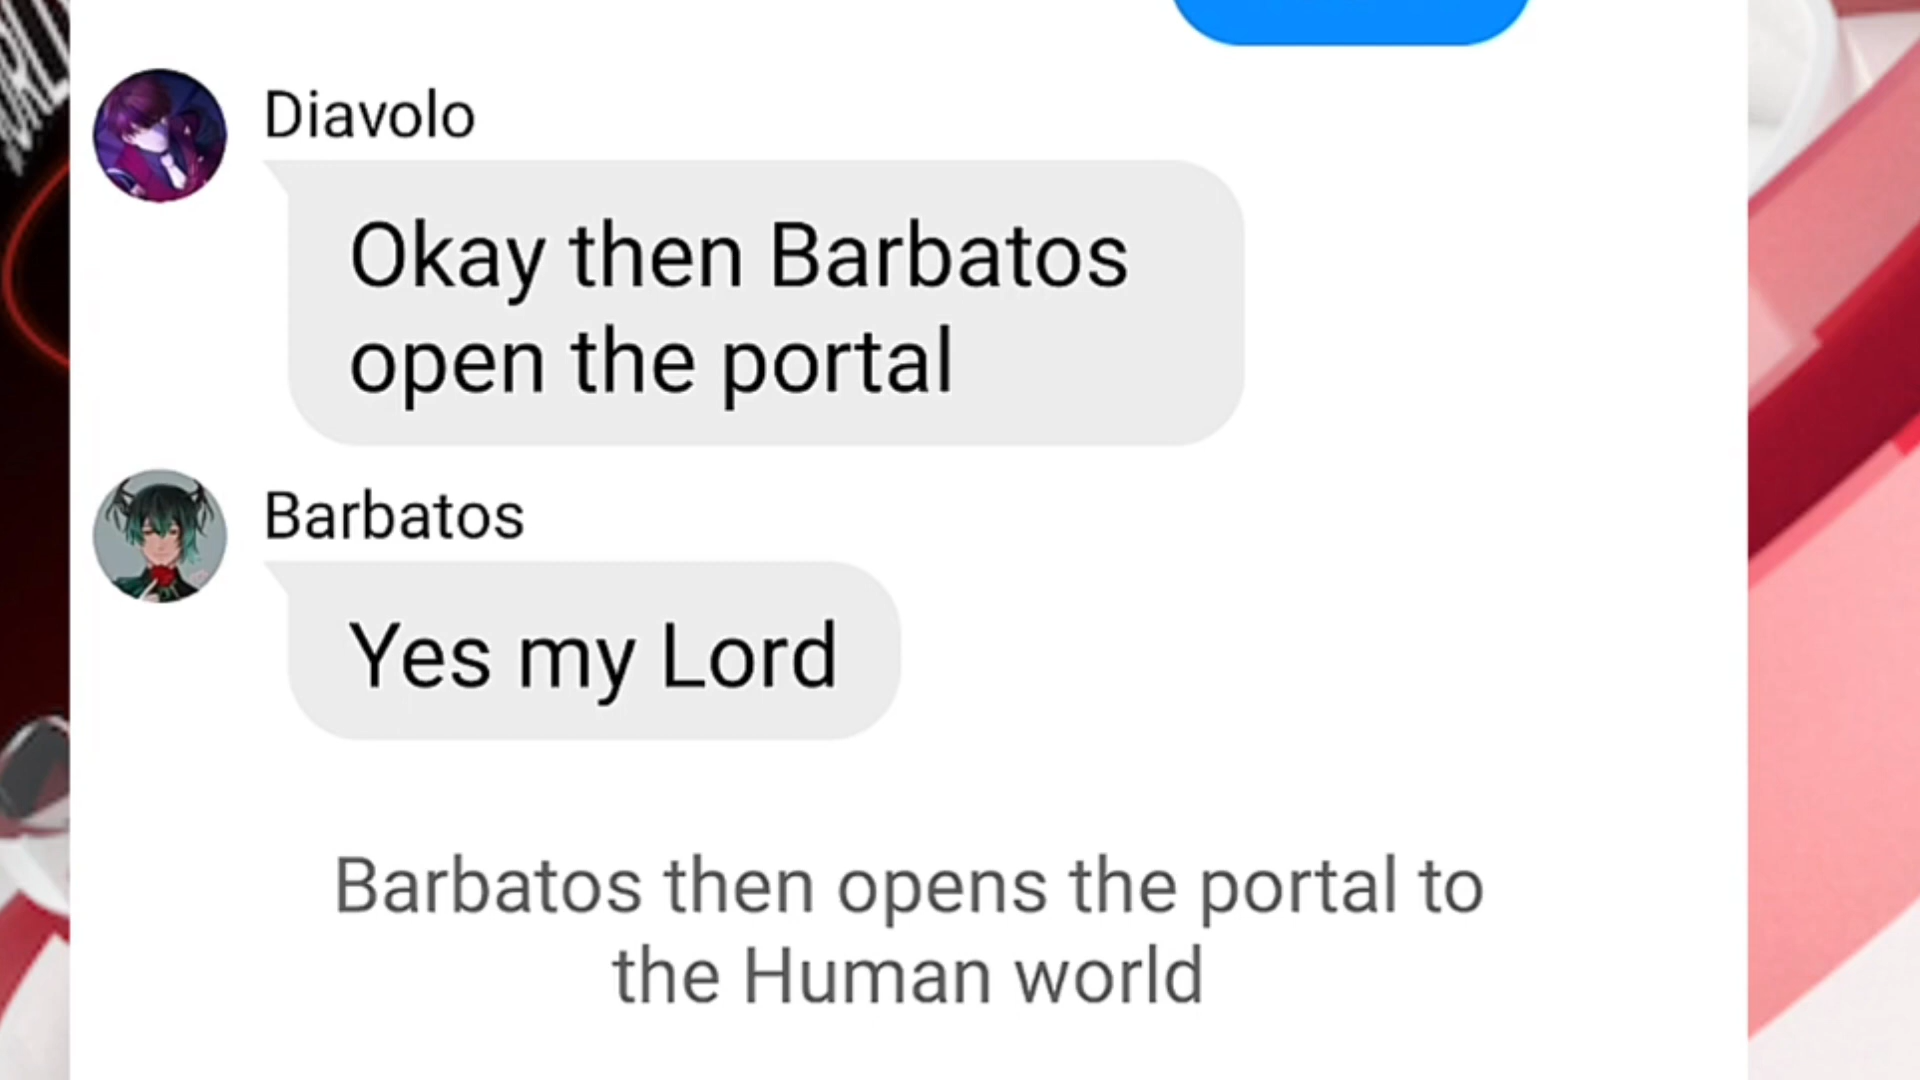 Diavolo
Okay then Barbatos
open the portal
Barbatos
Yes my Lord
Barbatos then opens the portal to
the Human world